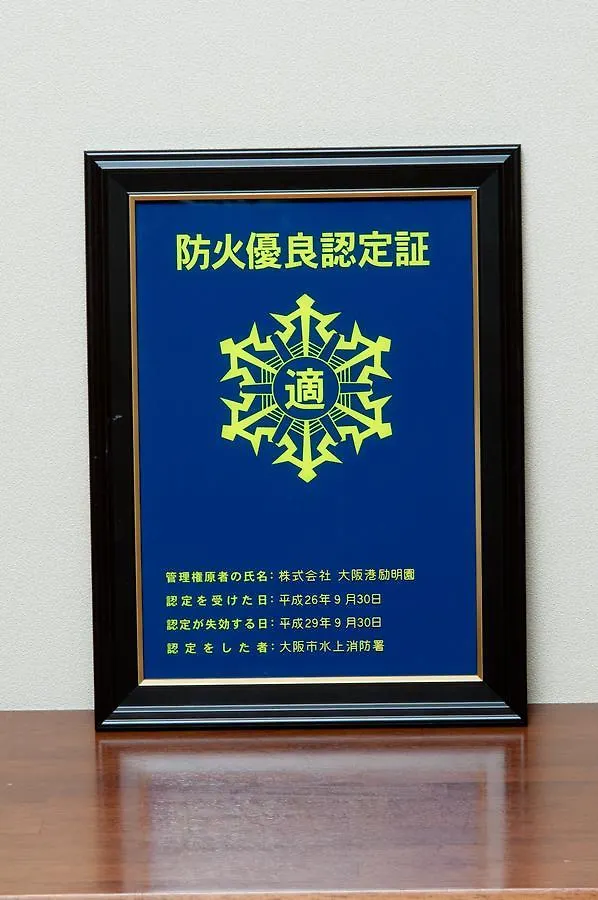 防火優良認定証
適
管理権原者の氏名：株式会社 大阪港励明園
認定を受けた日：平成26年9月30日
認定が失効する日：平成29年9月30日
認定をした者：大阪市水上消防署